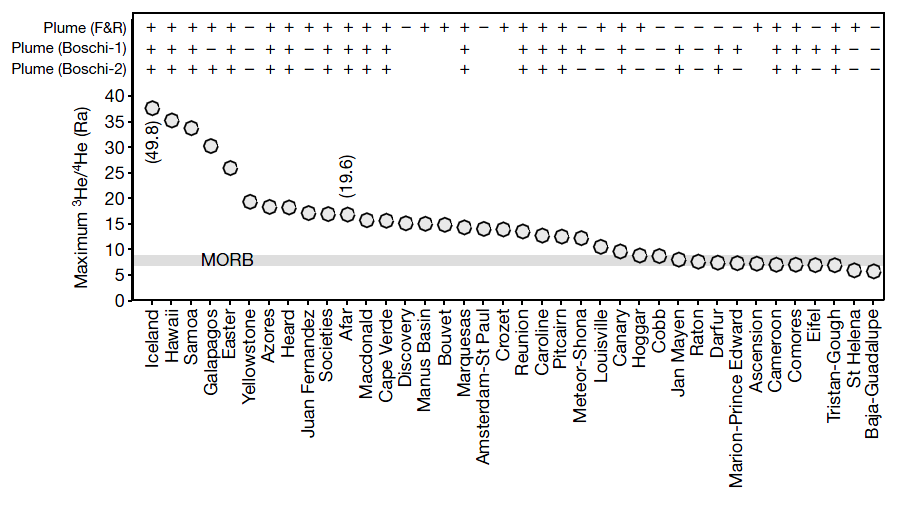 Plume (F&R) + + + + + − + + − + + + + − + + + − + + + + − + + + − − − − − + + + − + + −
Plume (Boschi-1) + + + − + − + + + + + + + + + + + + − + − − + − + + + + + + − −
Plume (Boschi-2) + + + + + − + + − + + + + + + + + − − + − − + − + − + + − + − −
Maximum ³He/⁴He (Ra)
40
35
30
25
20
15
10
5
0
(49.8)
(19.6)
MORB
Iceland
Hawaii
Samoa
Galapagos
Easter
Yellowstone
Azores
Heard
Juan Fernandez
Societies
Afar
Macdonald
Cape Verde
Discovery
Manus Basin
Bouvet
Marquesas
Amsterdam-St Paul
Crozet
Reunion
Caroline
Pitcairn
Meteor-Shona
Louisville
Canary
Hoggar
Cobb
Jan Mayen
Raton
Darfur
Marion-Prince Edward
Ascension
Cameroon
Comores
Eifel
Tristan-Gough
St Helena
Baja-Guadalupe